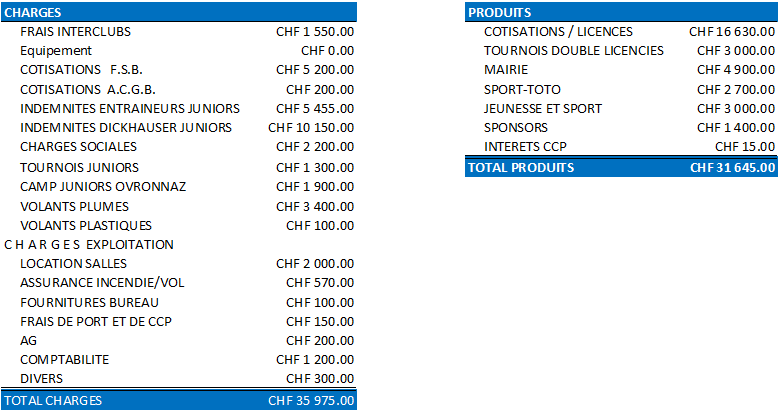 CHARGES
FRAIS INTERCLUBS CHF 1 550.00
Equipement CHF 0.00
COTISATIONS F.S.B. CHF 5 200.00
COTISATIONS A.C.G.B. CHF 200.00
INDEMNITES ENTRAINEURS JUNIORS CHF 5 455.00
INDEMNITES DICKHAUSER JUNIORS CHF 10 150.00
CHARGES SOCIALES CHF 2 200.00
TOURNOIS JUNIORS CHF 1 300.00
CAMP JUNIORS OVRONNAZ CHF 1 900.00
VOLANTS PLUMES CHF 3 400.00
VOLANTS PLASTIQUES CHF 100.00
C H A R G E S EXPLOITATION
LOCATION SALLES CHF 2 000.00
ASSURANCE INCENDIE/VOL CHF 570.00
FOURNITURES BUREAU CHF 100.00
FRAIS DE PORT ET DE CCP CHF 150.00
AG CHF 200.00
COMPTABILITE CHF 1 200.00
DIVERS CHF 300.00
TOTAL CHARGES CHF 35 975.00
PRODUITS
COTISATIONS / LICENCES CHF 16 630.00
TOURNOIS DOUBLE LICENCIES CHF 3 000.00
MAIRIE CHF 4 900.00
SPORT-TOTO CHF 2 700.00
JEUNESSE ET SPORT CHF 3 000.00
SPONSORS CHF 1 400.00
INTERETS CCP CHF 15.00
TOTAL PRODUITS CHF 31 645.00